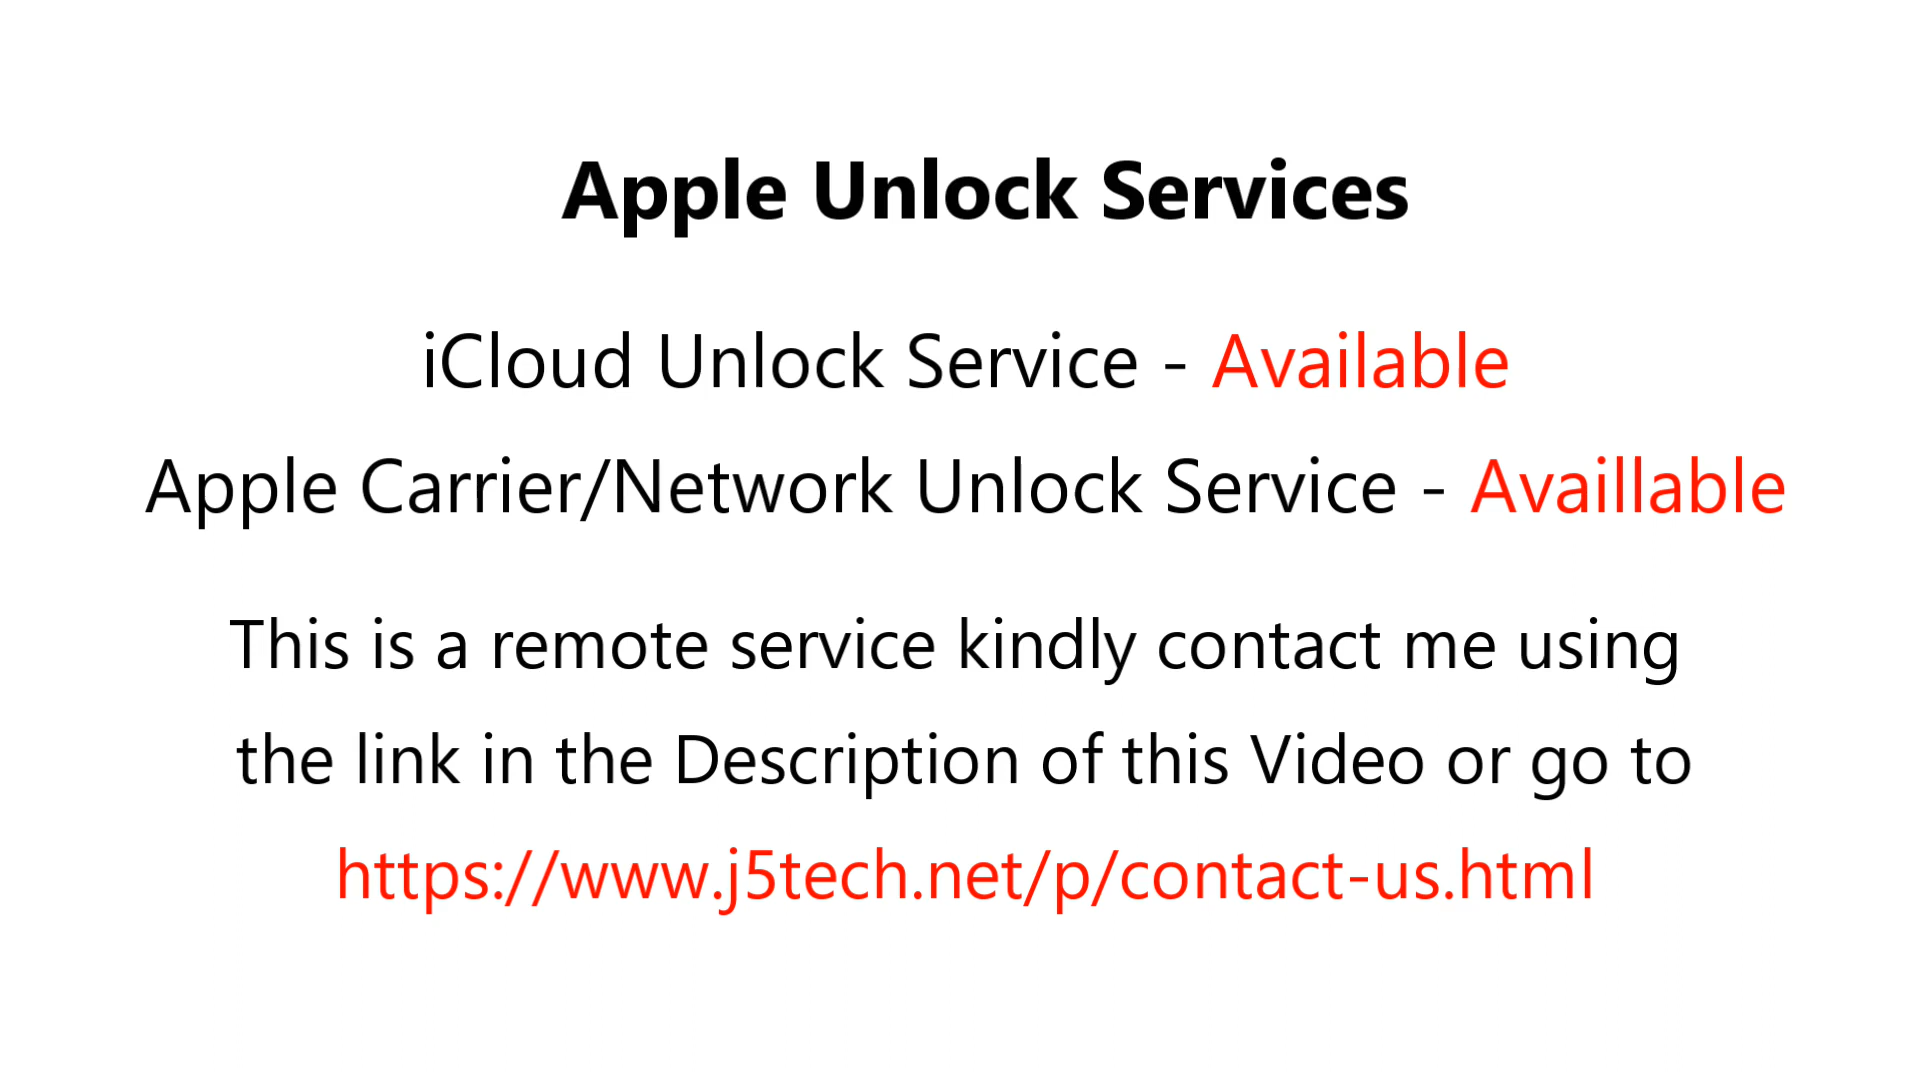 Apple Unlock Services
iCloud Unlock Service - Available
Apple Carrier/Network Unlock Service - Availlable
This is a remote service kindly contact me using
the link in the Description of this Video or go to
https://www.j5tech.net/p/contact-us.html